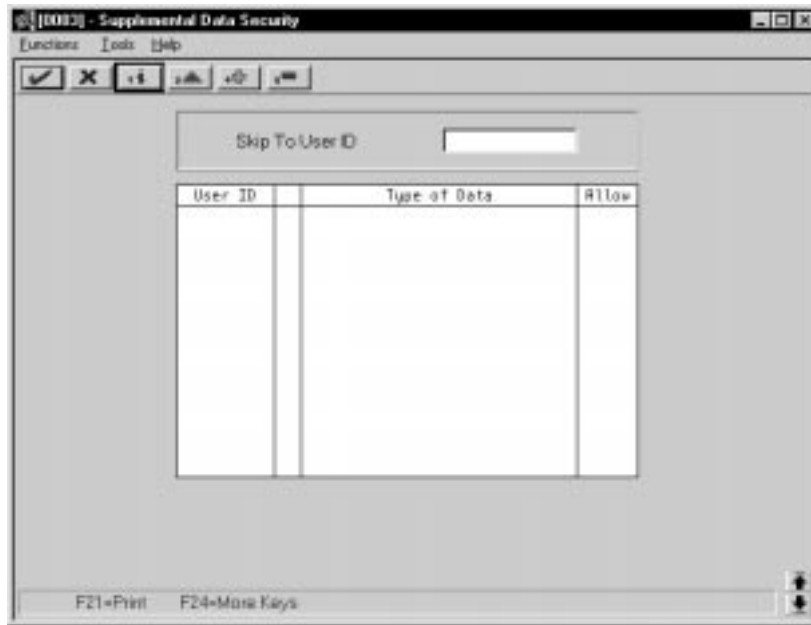 [0003] - Supplemental Data Security
Functions Tools Help
Skip To User ID
User ID Type of Data Allow
F21=Print F24=More Keys